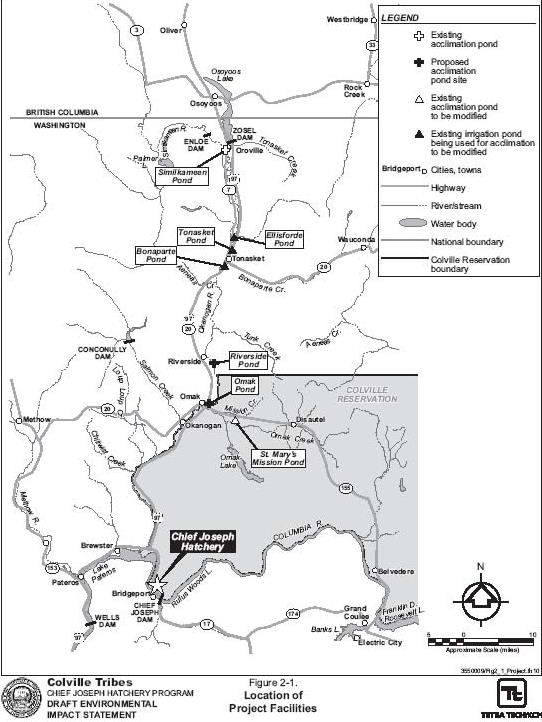 Westbridge
3
Oliver
33
Osoyoos
Lake
Rock
Creek
Osoyoos
BRITISH COLUMBIA
WASHINGTON
Similkameen R.
ENLOE
DAM
ZOSEL
DAM
Oroville
Tonasket Creek
Palmer
L.
Similkameen
Pond
197
7
Tonasket
Pond
Ellisforde
Pond
Bonaparte
Pond
Tonasket
Wauconda
20
Aeneas
Cr.
Bonaparte Cr.
Okanogan R.
97
20
CONCONULLY
DAM
Tunk Creek
Aeneas Cr.
Riverside
Riverside
Pond
Salmon Creek
Loup Loup Cr.
Omak
Pond
Omak
COLVILLE
RESERVATION
Methow
20
Mission Cr.
Disautel
Okanogan
Omak Creek
Chiliwist Creek
Omak
Lake
St. Mary's
Mission Pond
155
Methow R.
97
Chief Joseph
Hatchery
COLUMBIA R.
Brewster
153
Lake
Pateros
Pateros
Belvedere
Bridgeport
Rufus Woods L.
CHIEF
JOSEPH
DAM
WELLS
DAM
97
17
174
Grand
Coulee
Franklin D.
Roosevelt L.
Banks L.
Electric City
LEGEND
Existing
acclimation pond
Proposed
acclimation
pond site
Existing
acclimation pond
to be modified
Existing irrigation pond
being used for acclimation
to be modified
Bridgeport Cities, towns
Highway
River/stream
Water body
National boundary
Colville Reservation
boundary
N
5 0 10
Approximate Scale (miles)
3550009/Fig2_1_Project.fh10
Colville Tribes
CHIEF JOSEPH HATCHERY PROGRAM
DRAFT ENVIRONMENTAL
IMPACT STATEMENT
Figure 2-1.
Location of
Project Facilities
TETRA TECH/KCM